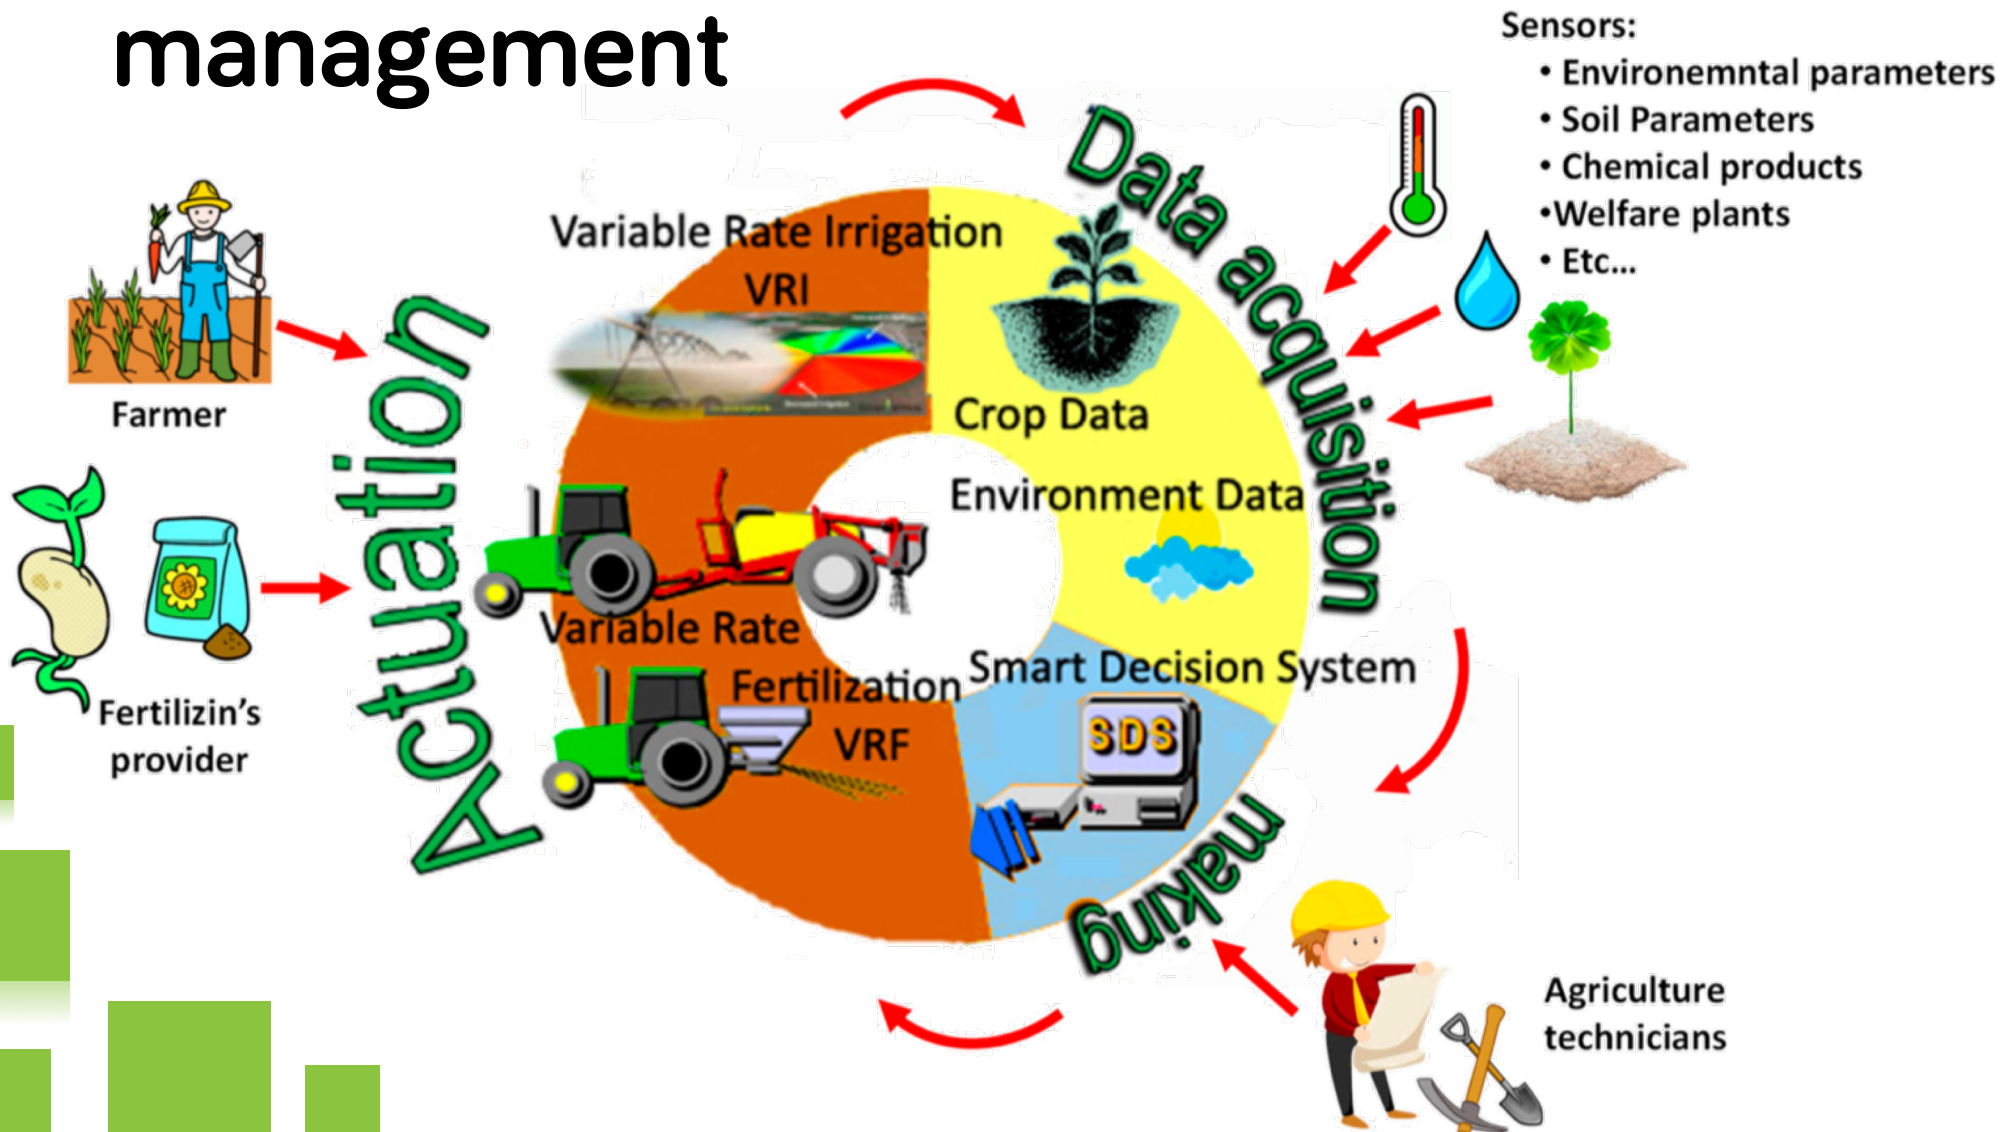 management
Sensors:
• Environemntal parameters
• Soil Parameters
• Chemical products
•Welfare plants
• Etc...
Data acquisition
Variable Rate Irrigation
VRI
Crop Data
Environment Data
Farmer
Actuation
Variable Rate
Fertilization
VRF
Smart Decision System
SDS
making
Fertilizin's
provider
Agriculture
technicians